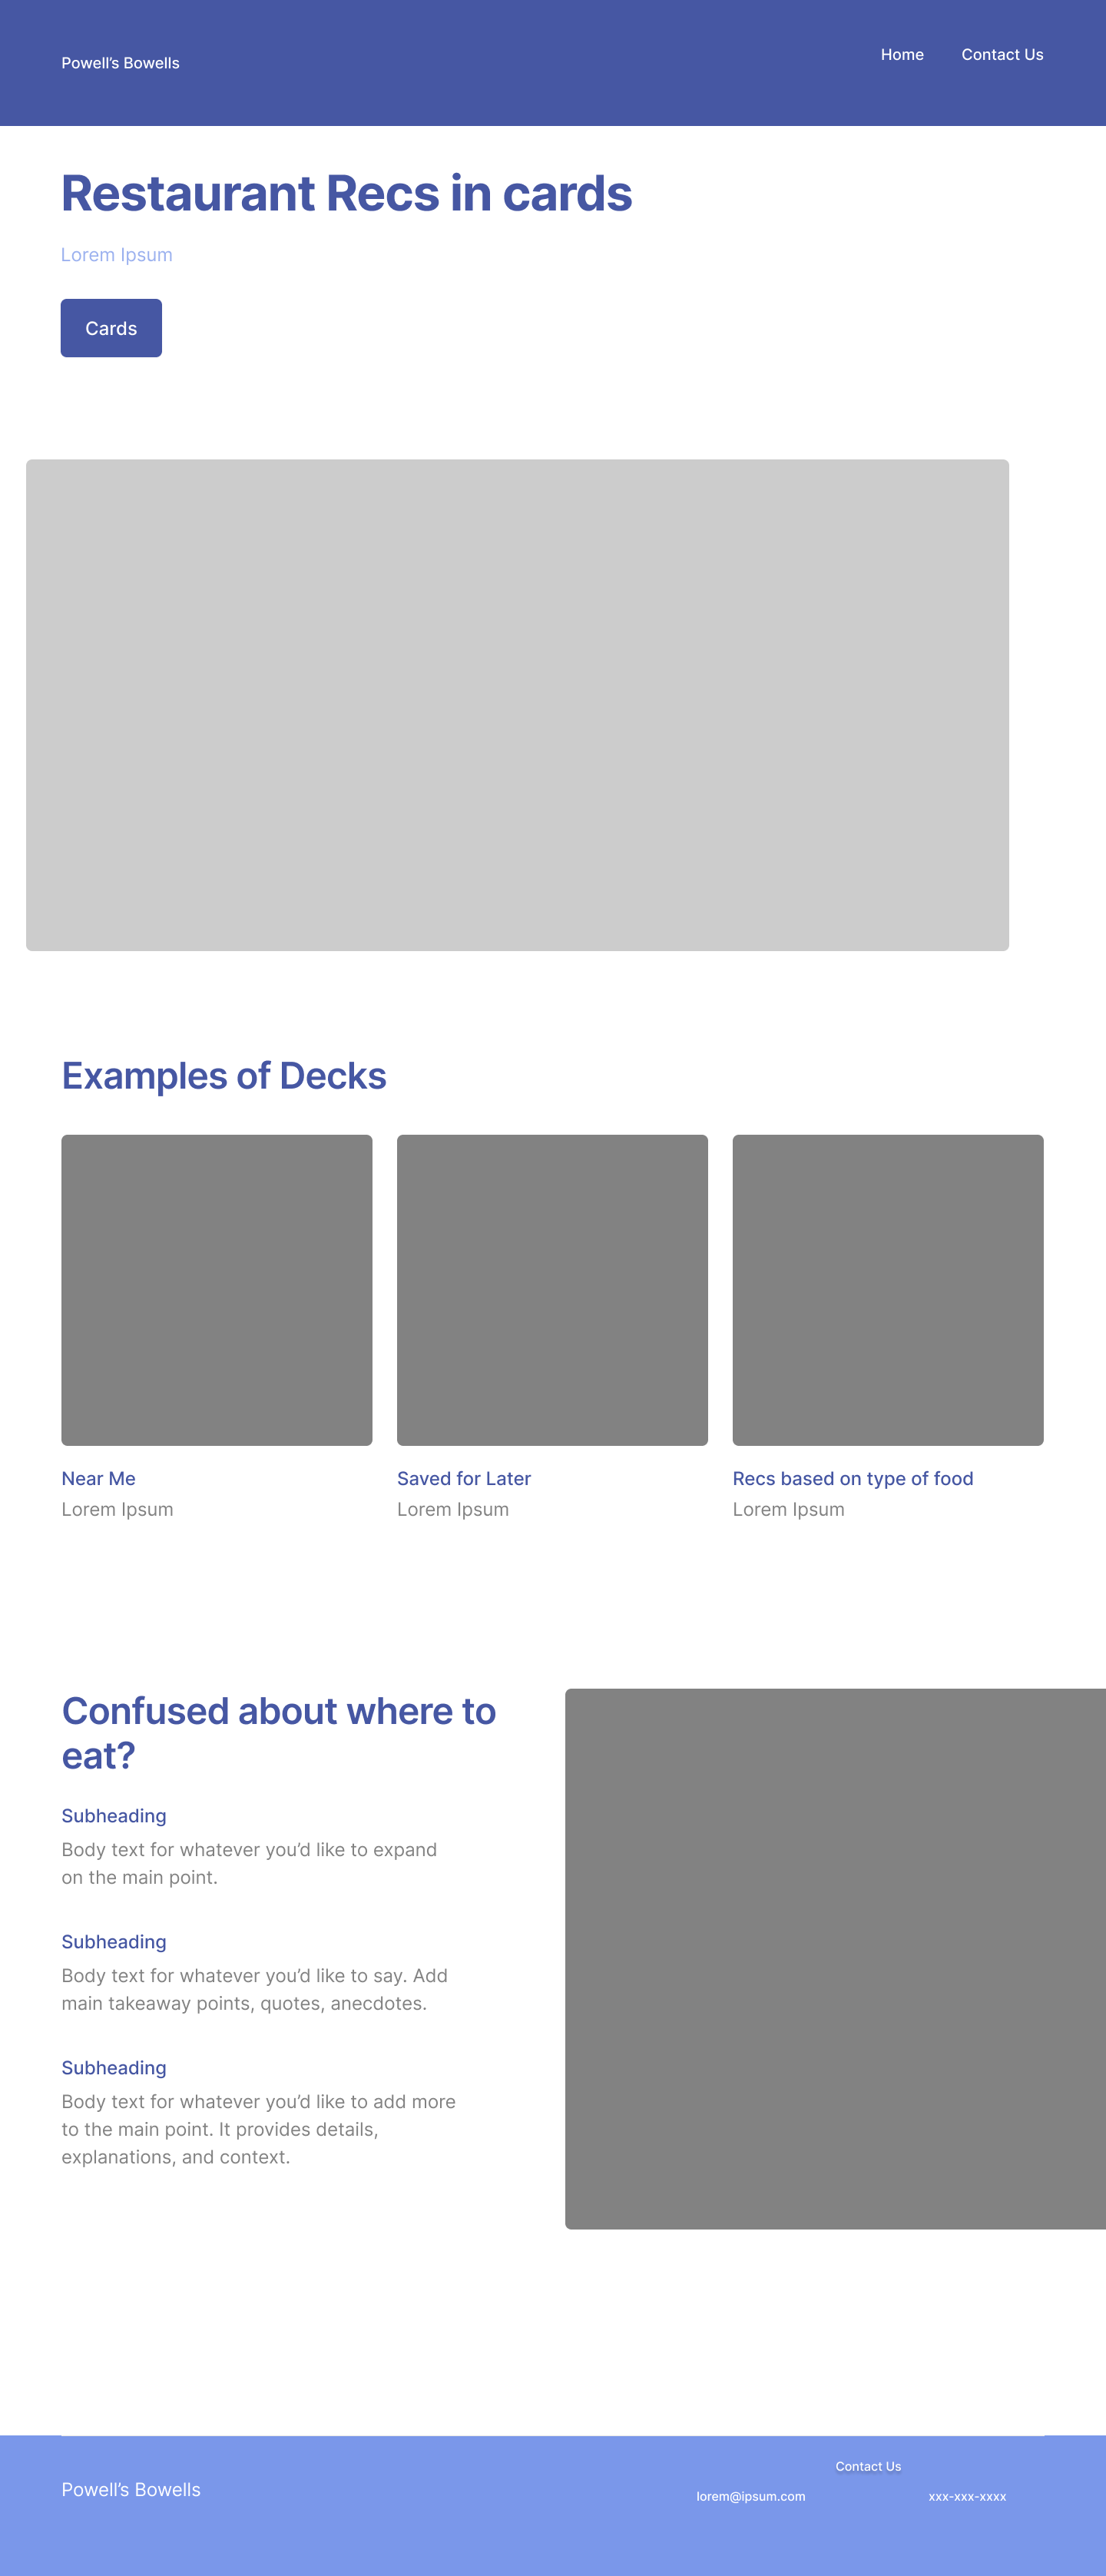 Powell’s Bowells
Home
Contact Us
Restaurant Recs in cards
Lorem Ipsum
Cards
Examples of Decks
Near Me
Lorem Ipsum
Saved for Later
Lorem Ipsum
Recs based on type of food
Lorem Ipsum
Confused about where to
eat?
Subheading
Body text for whatever you’d like to expand
on the main point.
Subheading
Body text for whatever you’d like to say. Add
main takeaway points, quotes, anecdotes.
Subheading
Body text for whatever you’d like to add more
to the main point. It provides details,
explanations, and context.
Powell’s Bowells
Contact Us
lorem@ipsum.com
xxx-xxx-xxxx